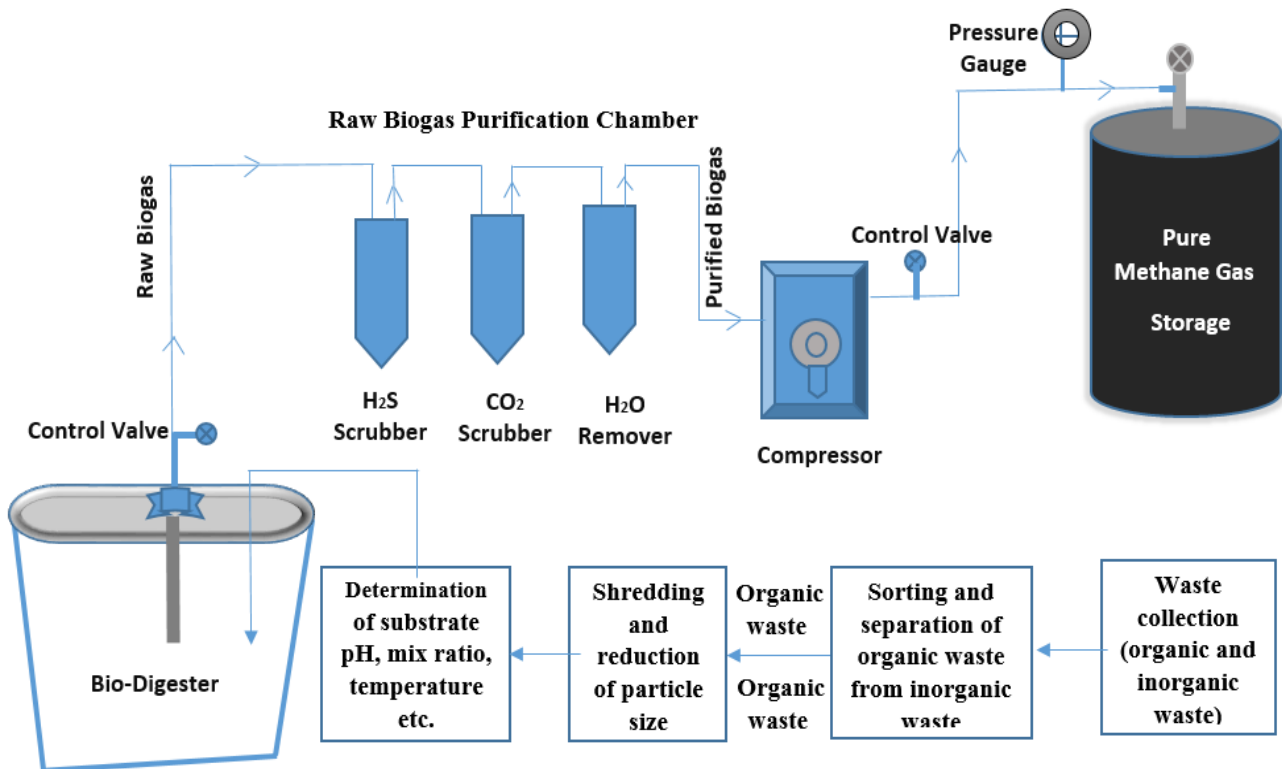 Pressure
Gauge
Raw Biogas Purification Chamber
Raw Biogas
Purified Biogas
Control Valve
Pure
Methane Gas
Storage
H2S
Scrubber
CO2
Scrubber
H2O
Remover
Compressor
Control Valve
Bio-Digester
Determination
of substrate
pH, mix ratio,
temperature
etc.
Shredding
and
reduction
of particle
size
Organic
waste
Organic
waste
Sorting and
separation of
organic waste
from inorganic
waste
Waste
collection
(organic and
inorganic
waste)